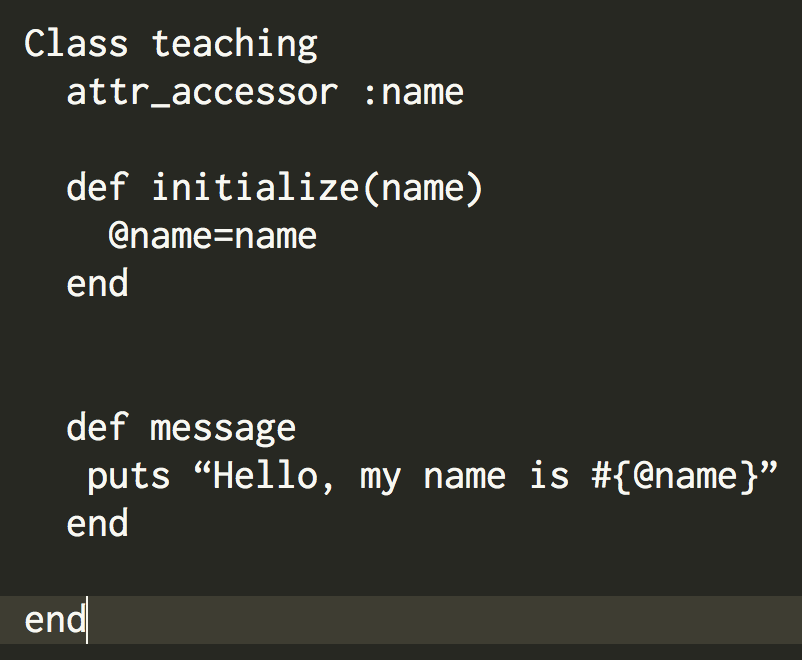 Class teaching
attr_accessor :name
def initialize(name)
@name=name
end
def message
puts “Hello, my name is #{@name}”
end
end